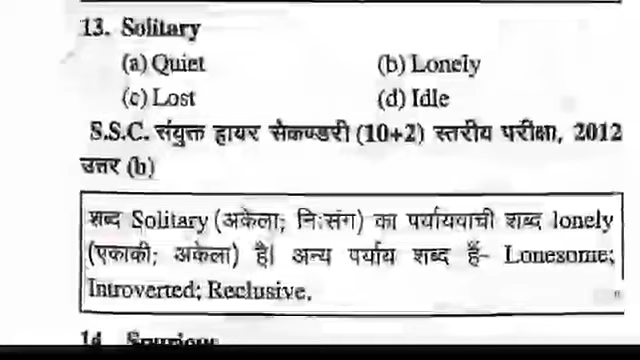 13. Solitary
(a) Quiet (b) Lonely
(c) Lost (d) Idle
S.S.C. संयुक्त हायर सेकण्डरी (10+2) स्तरीय परीक्षा, 2012
उत्तर (b)
शब्द Solitary (अकेला; नि:संग) का पर्यायवाची शब्द lonely
(एकाकी; अकेला) है। अन्य पर्याय शब्द हैं- Lonesome;
Introverted; Reclusive.
14